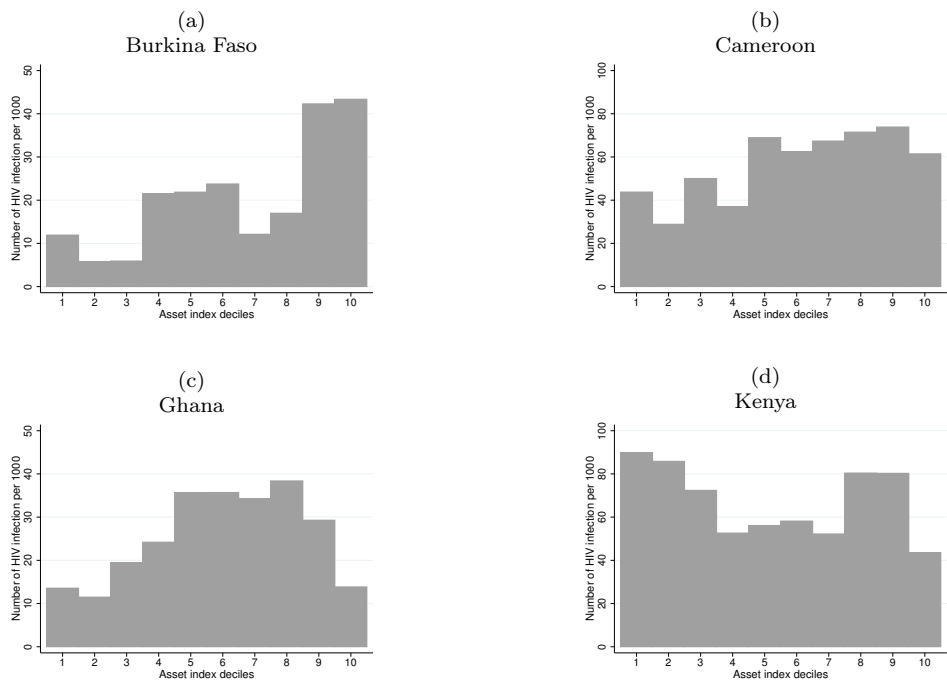 (a)
Burkina Faso
Number of HIV infection per 1000
0 10 20 30 40 50
1 2 3 4 5 6 7 8 9 10
Asset index deciles
(b)
Cameroon
Number of HIV infection per 1000
0 20 40 60 80 100
1 2 3 4 5 6 7 8 9 10
Asset index deciles
(c)
Ghana
Number of HIV infection per 1000
0 10 20 30 40 50
1 2 3 4 5 6 7 8 9 10
Asset index deciles
(d)
Kenya
Number of HIV infection per 1000
0 20 40 60 80 100
1 2 3 4 5 6 7 8 9 10
Asset index deciles